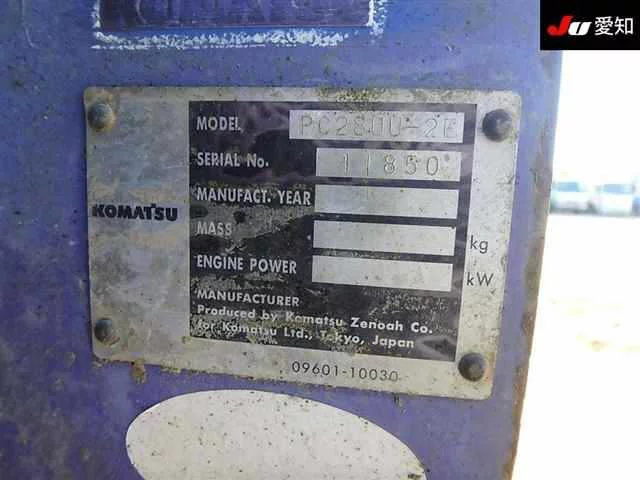 JU 愛知
MODEL PC28UU-2E
SERIAL No. 11850
MANUFACT. YEAR
KOMATSU
MASS kg
ENGINE POWER kW
MANUFACTURER
Produced by Komatsu Zenoah Co.
for Komatsu Ltd., Tokyo, Japan
09601-10030